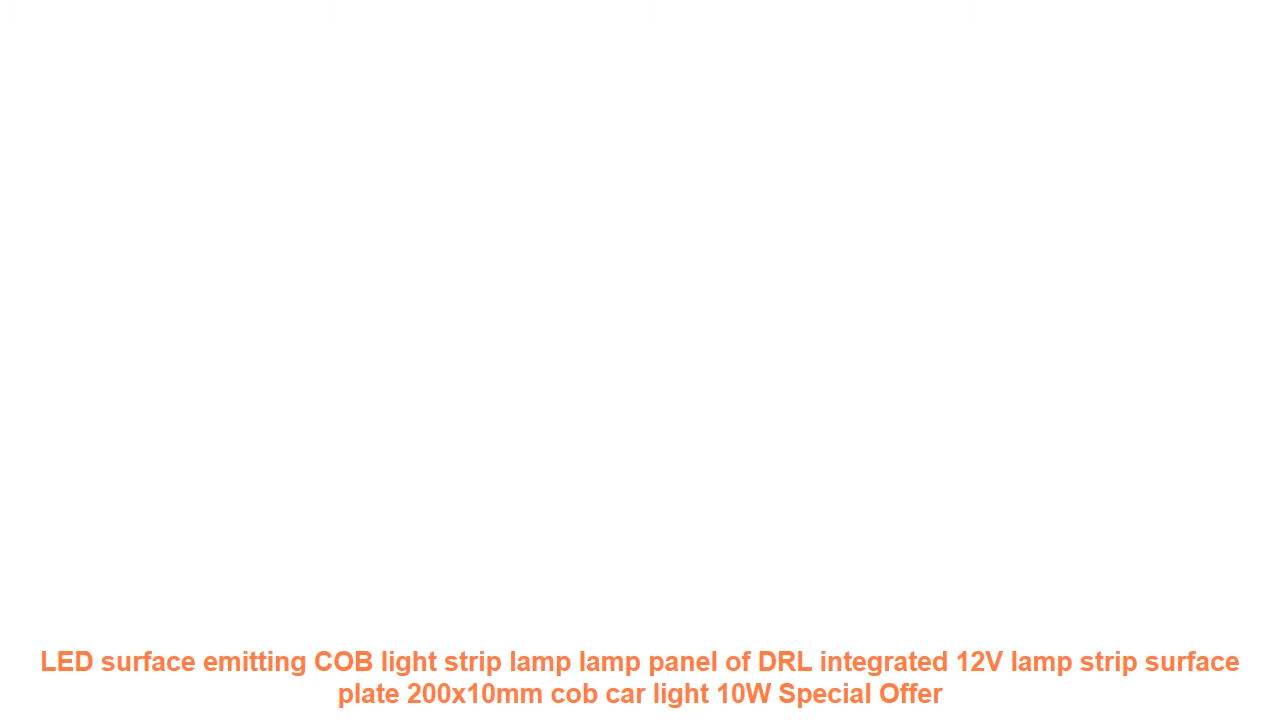 LED surface emitting COB light strip lamp lamp panel of DRL integrated 12V lamp strip surface
plate 200x10mm cob car light 10W Special Offer